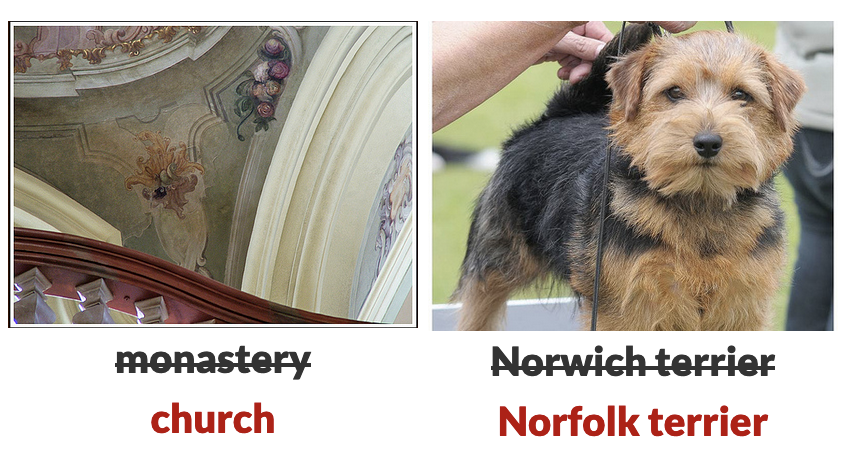 monastery
church
Norwich terrier
Norfolk terrier